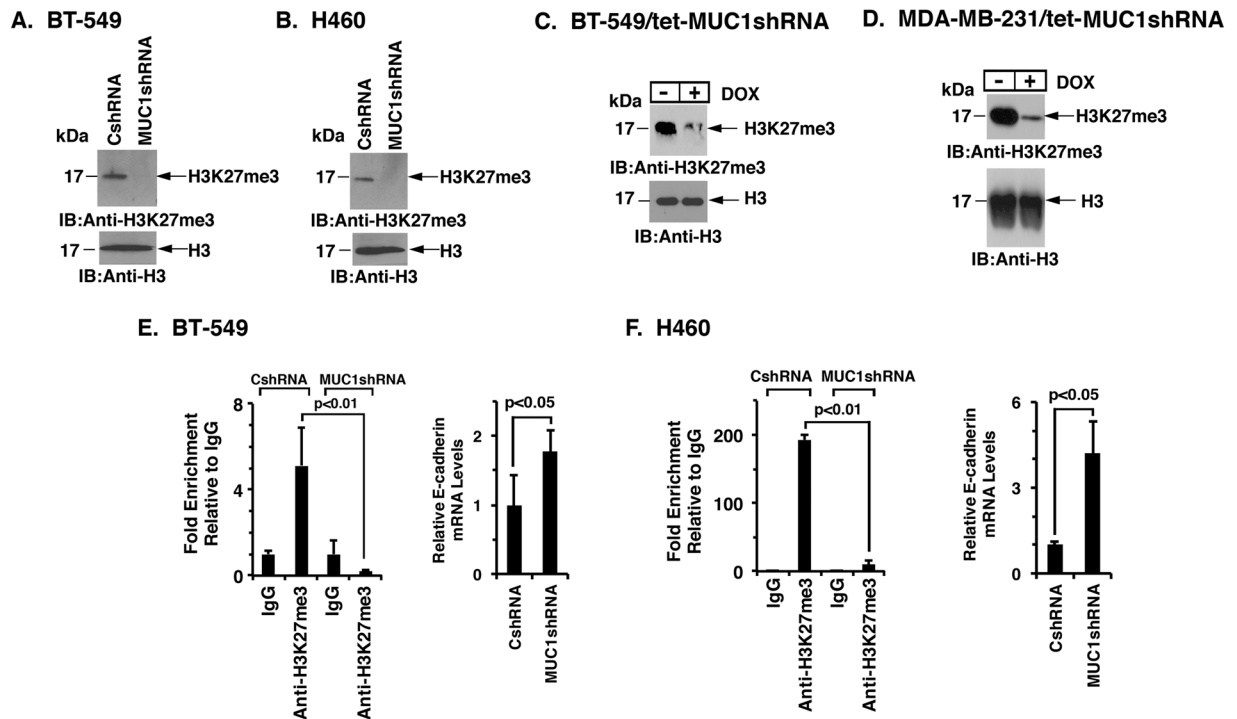 A. BT-549
CshRNA
MUC1shRNA
kDa
17
H3K27me3
IB:Anti-H3K27me3
17
H3
IB:Anti-H3
B. H460
CshRNA
MUC1shRNA
kDa
17
H3K27me3
IB:Anti-H3K27me3
17
H3
IB:Anti-H3
C. BT-549/tet-MUC1shRNA
- + DOX
kDa
17
H3K27me3
IB:Anti-H3K27me3
17
H3
IB:Anti-H3
D. MDA-MB-231/tet-MUC1shRNA
- + DOX
kDa
17
H3K27me3
IB:Anti-H3K27me3
17
H3
IB:Anti-H3
E. BT-549
CshRNA MUC1shRNA
p<0.01
8
4
0
Fold Enrichment
Relative to IgG
IgG
Anti-H3K27me3
IgG
Anti-H3K27me3
p<0.05
2
1
0
Relative E-cadherin
mRNA Levels
CshRNA
MUC1shRNA
F. H460
CshRNA MUC1shRNA
p<0.01
200
100
0
Fold Enrichment
Relative to IgG
IgG
Anti-H3K27me3
IgG
Anti-H3K27me3
p<0.05
6
3
0
Relative E-cadherin
mRNA Levels
CshRNA
MUC1shRNA